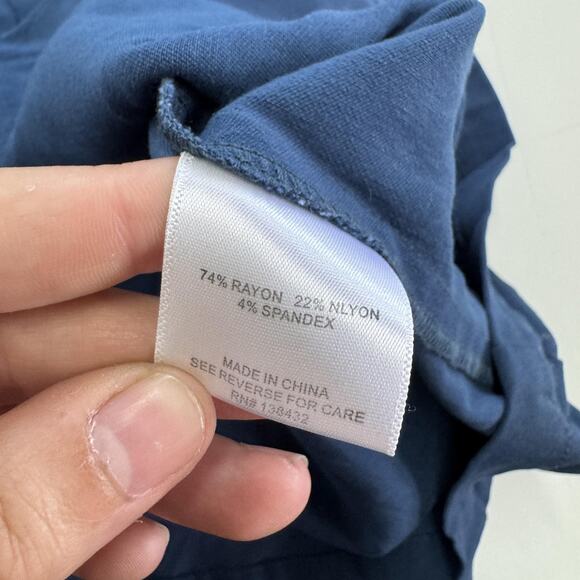 74% RAYON 22% NLYON
4% SPANDEX
MADE IN CHINA
SEE REVERSE FOR CARE
RN# 138432